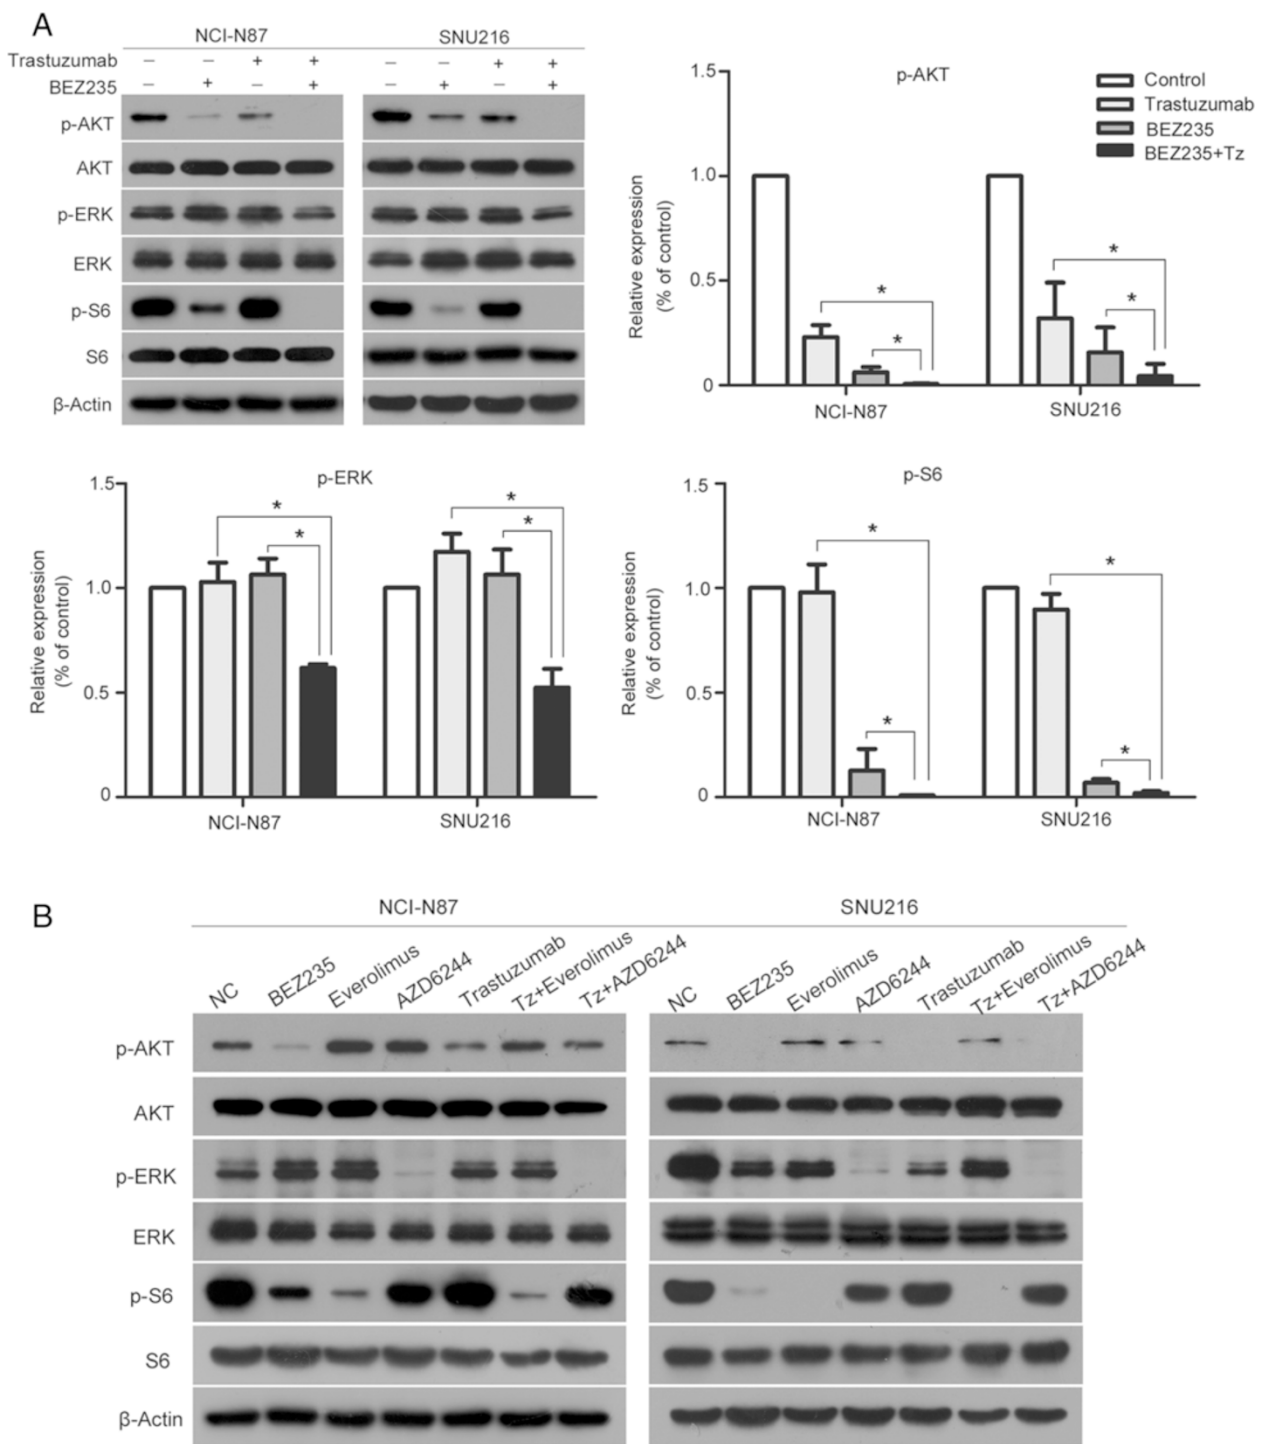 A
NCI-N87 SNU216
Trastuzumab – – + + – – + +
BEZ235 – + – + – + – +
p-AKT
AKT
p-ERK
ERK
p-S6
S6
β-Actin
p-AKT
Control
Trastuzumab
BEZ235
BEZ235+Tz
Relative expression
(% of control)
1.5
1.0
0.5
0
* * * *
NCI-N87 SNU216
p-ERK
Relative expression
(% of control)
1.5
1.0
0.5
0
* * * *
NCI-N87 SNU216
p-S6
Relative expression
(% of control)
1.5
1.0
0.5
0
* * * *
NCI-N87 SNU216
B
NCI-N87 SNU216
NC BEZ235 Everolimus AZD6244 Trastuzumab Tz+Everolimus Tz+AZD6244 NC BEZ235 Everolimus AZD6244 Trastuzumab Tz+Everolimus Tz+AZD6244
p-AKT
AKT
p-ERK
ERK
p-S6
S6
β-Actin